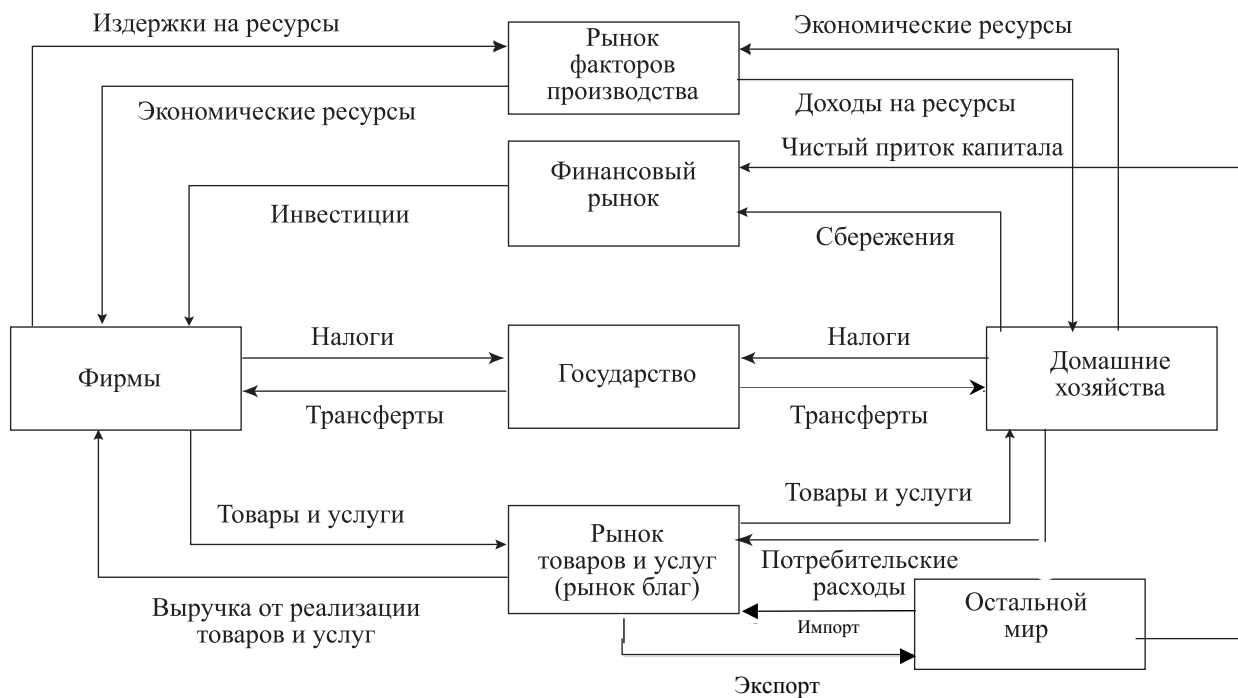 Издержки на ресурсы
Рынок
факторов
производства
Экономические ресурсы
Экономические ресурсы
Доходы на ресурсы
Чистый приток капитала
Финансовый
рынок
Инвестиции
Сбережения
Налоги
Налоги
Фирмы
Государство
Домашние
хозяйства
Трансферты
Трансферты
Товары и услуги
Товары и услуги
Рынок
товаров и услуг
(рынок благ)
Потребительские
расходы
Выручка от реализации
товаров и услуг
Остальной
мир
Импорт
Экспорт